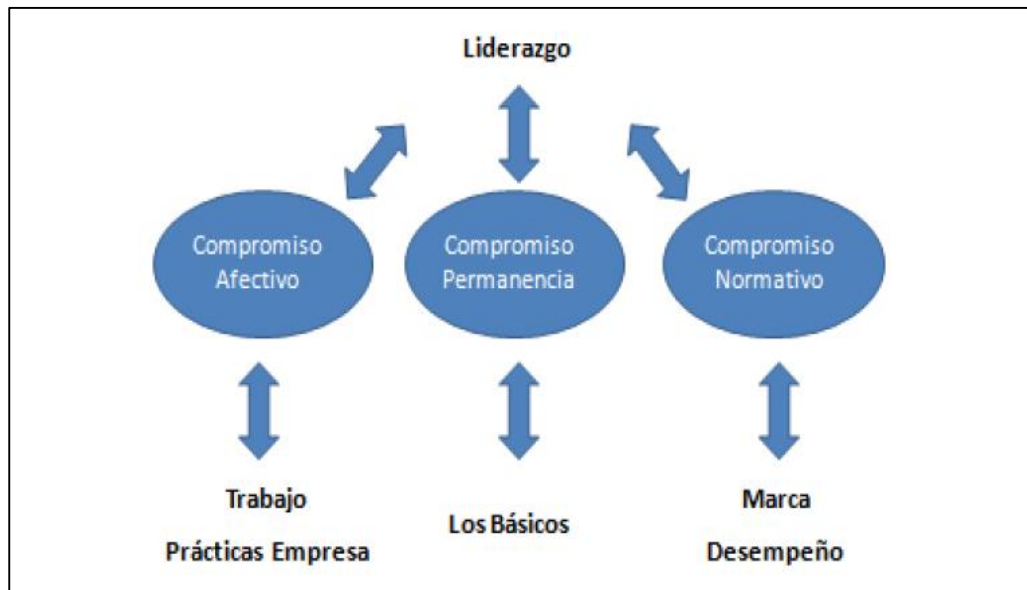 Liderazgo
Compromiso
Afectivo
Compromiso
Permanencia
Compromiso
Normativo
Trabajo
Prácticas Empresa
Los Básicos
Marca
Desempeño